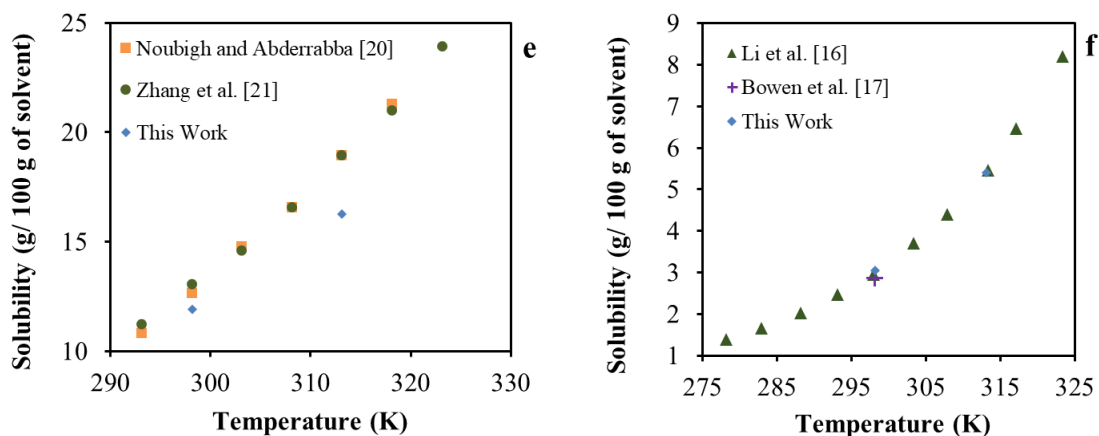 25
20
15
10
290 300 310 320 330
Solubility (g/ 100 g of solvent)
Temperature (K)
Noubigh and Abderrabba [20]
Zhang et al. [21]
This Work
e
9
8
7
6
5
4
3
2
1
275 285 295 305 315 325
Solubility (g/ 100 g of solvent)
Temperature (K)
Li et al. [16]
Bowen et al. [17]
This Work
f